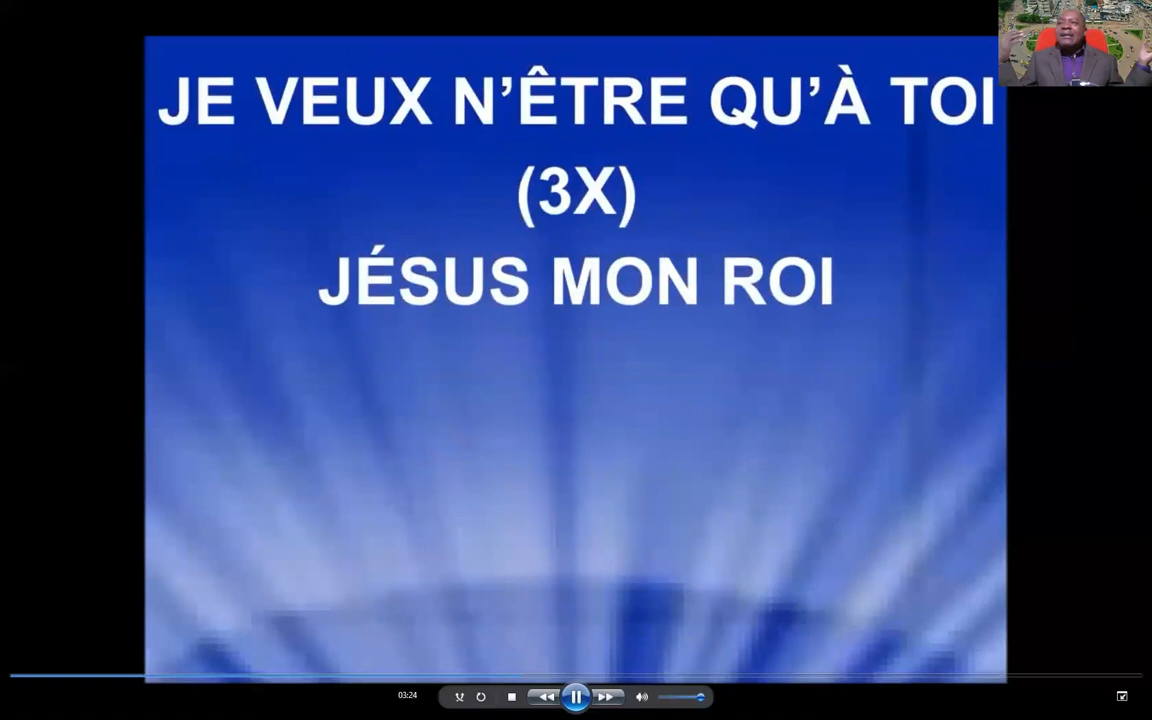 JE VEUX N’ÊTRE QU’À TOI
(3X)
JÉSUS MON ROI
03:24